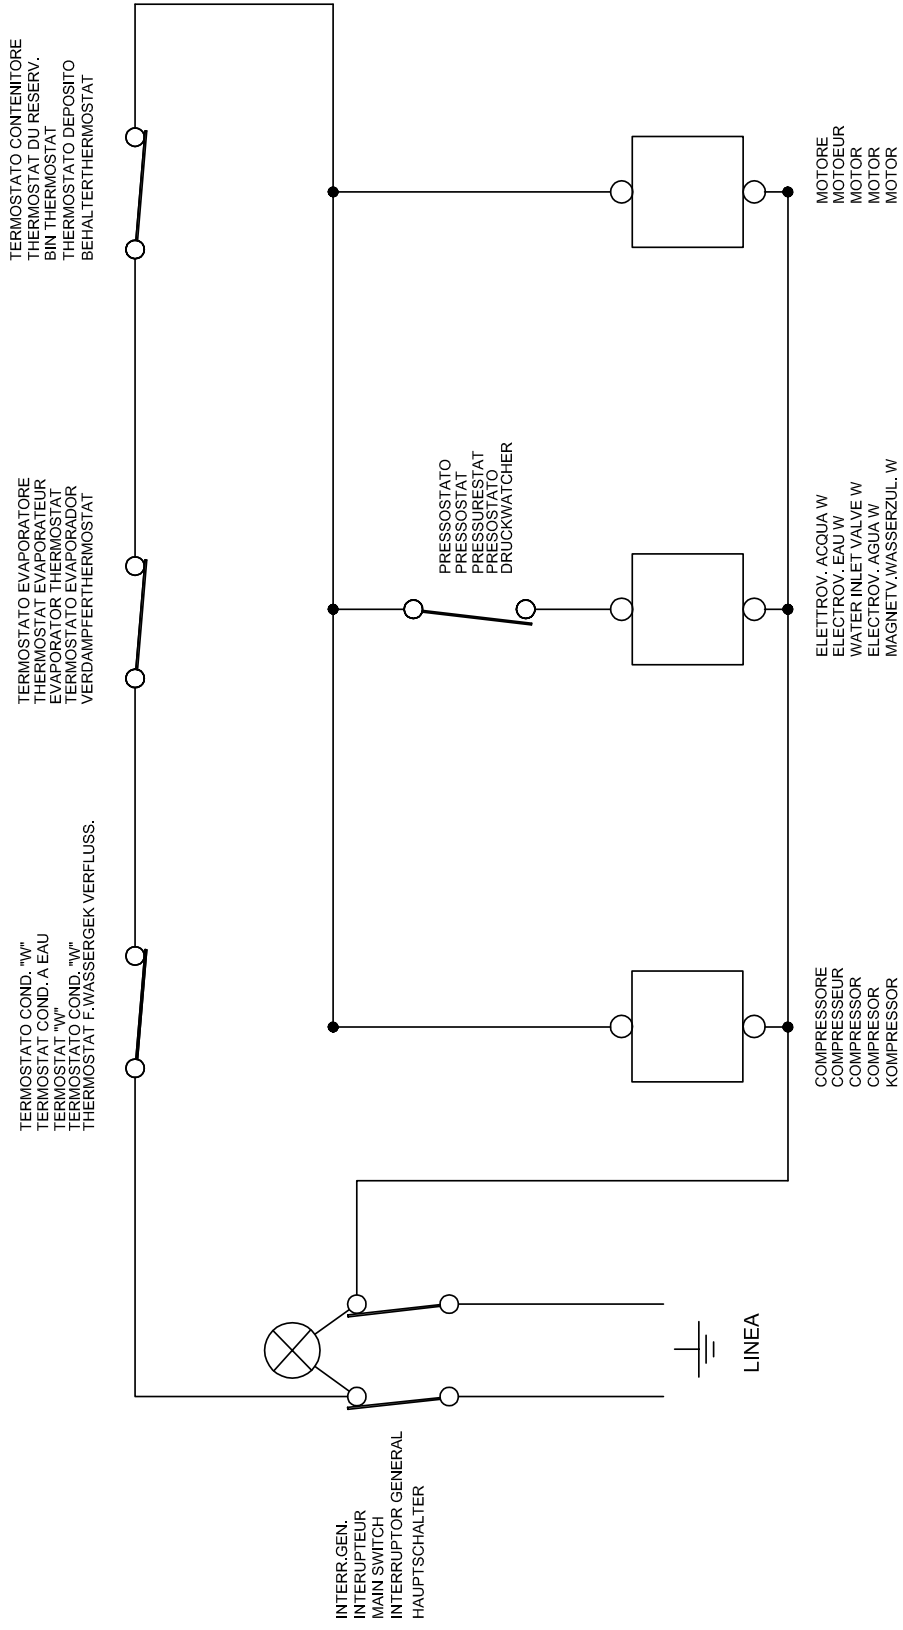 TERMOSTATO COND. "W"
TERMOSTAT COND. A EAU
TERMOSTAT "W"
TERMOSTATO COND. "W"
THERMOSTAT F.WASSERGEK VERFLUSS.
TERMOSTATO EVAPORATORE
THERMOSTAT EVAPORATEUR
EVAPORATOR THERMOSTAT
TERMOSTATO EVAPORADOR
VERDAMPFERTHERMOSTAT
TERMOSTATO CONTENITORE
THERMOSTAT DU RESERV.
BIN THERMOSTAT
THERMOSTATO DEPOSITO
BEHALTERTHERMOSTAT
INTERR.GEN.
INTERUPTEUR
MAIN SWITCH
INTERRUPTOR GENERAL
HAUPTSCHALTER
PRESSOSTATO
PRESSOSTAT
PRESSURESTAT
PRESOSTATO
DRUCKWATCHER
LINEA
COMPRESSORE
COMPRESSEUR
COMPRESSOR
COMPRESOR
KOMPRESSOR
ELETTROV. ACQUA W
ELECTROV. EAU W
WATER INLET VALVE W
ELECTROV. AGUA W
MAGNETV.WASSERZUL. W
MOTORE
MOTOEUR
MOTOR
MOTOR
MOTOR